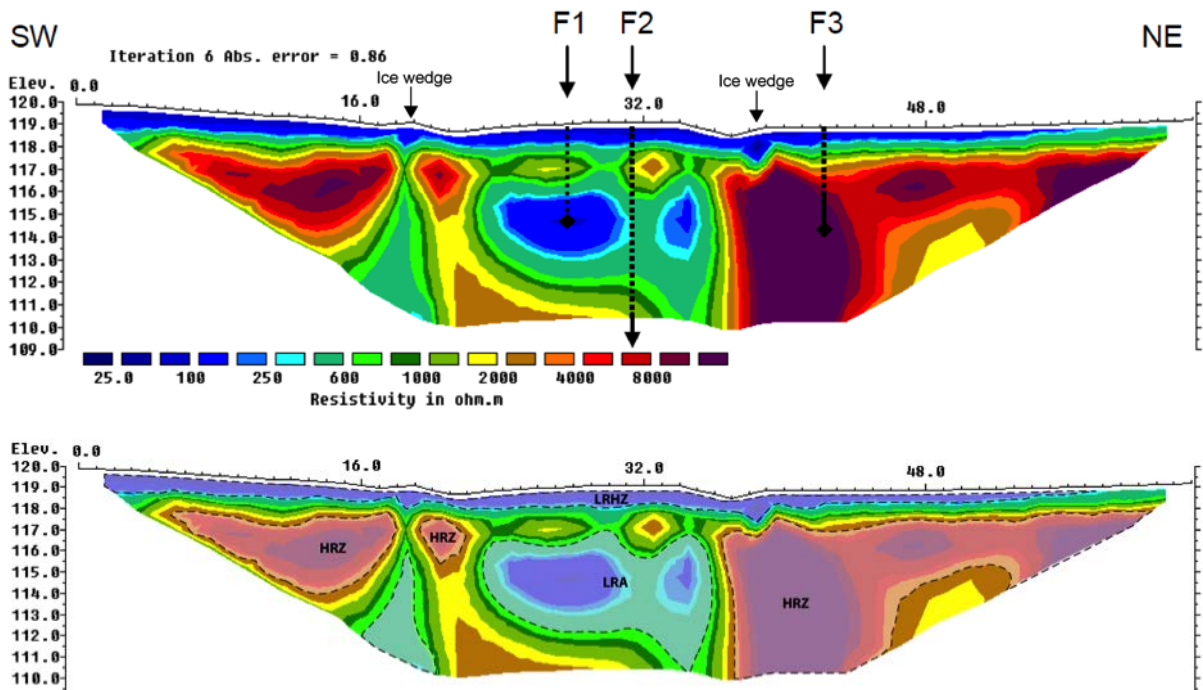 SW F1 F2 F3 NE
Iteration 6 Abs. error = 0.86
Ice wedge Ice wedge
Elev. 0.0 16.0 32.0 48.0
120.0
119.0
118.0
117.0
116.0
115.0
114.0
113.0
112.0
111.0
110.0
109.0
25.0 100 250 600 1000 2000 4000 8000
Resistivity in ohm.m
Elev. 0.0 16.0 32.0 48.0
120.0
119.0
118.0
117.0
116.0
115.0
114.0
113.0
112.0
111.0
110.0
LRHZ
HRZ HRZ LRA HRZ